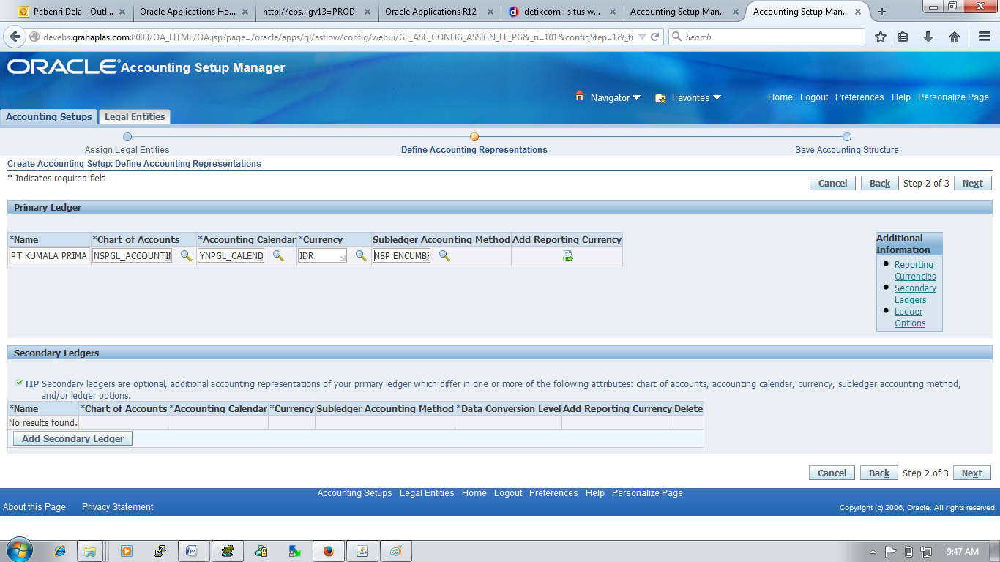 Pabenri Dela - Outl...
Oracle Applications Ho...
http://ebs...gv13=PROD
Oracle Applications R12
detikcom : situs w...
Accounting Setup Man...
Accounting Setup Man...
devebs.grahaplas.com:8003/OA_HTML/OA.jsp?page=/oracle/apps/gl/asflow/config/webui/GL_ASF_CONFIG_ASSIGN_LE_PG&_ri=101&configStep=1&_ti
Search
ORACLE Accounting Setup Manager
Navigator Favorites Home Logout Preferences Help Personalize Page
Accounting Setups Legal Entities
Assign Legal Entities Define Accounting Representations Save Accounting Structure
Create Accounting Setup: Define Accounting Representations
* Indicates required field
Cancel Back Step 2 of 3 Next
Primary Ledger
*Name *Chart of Accounts *Accounting Calendar *Currency Subledger Accounting Method Add Reporting Currency
PT KUMALA PRIMA NSPGL_ACCOUNTI YNPGL_CALEND IDR NSP ENCUMBR
Additional
Information
Reporting
Currencies
Secondary
Ledgers
Ledger
Options
Secondary Ledgers
TIP Secondary ledgers are optional, additional accounting representations of your primary ledger which differ in one or more of the following attributes: chart of accounts, accounting calendar, currency, subledger accounting method,
and/or ledger options.
*Name *Chart of Accounts *Accounting Calendar *Currency Subledger Accounting Method *Data Conversion Level Add Reporting Currency Delete
No results found.
Add Secondary Ledger
Cancel Back Step 2 of 3 Next
Accounting Setups Legal Entities Home Logout Preferences Help Personalize Page
About this Page Privacy Statement
Copyright (c) 2006, Oracle. All rights reserved.
9:47 AM